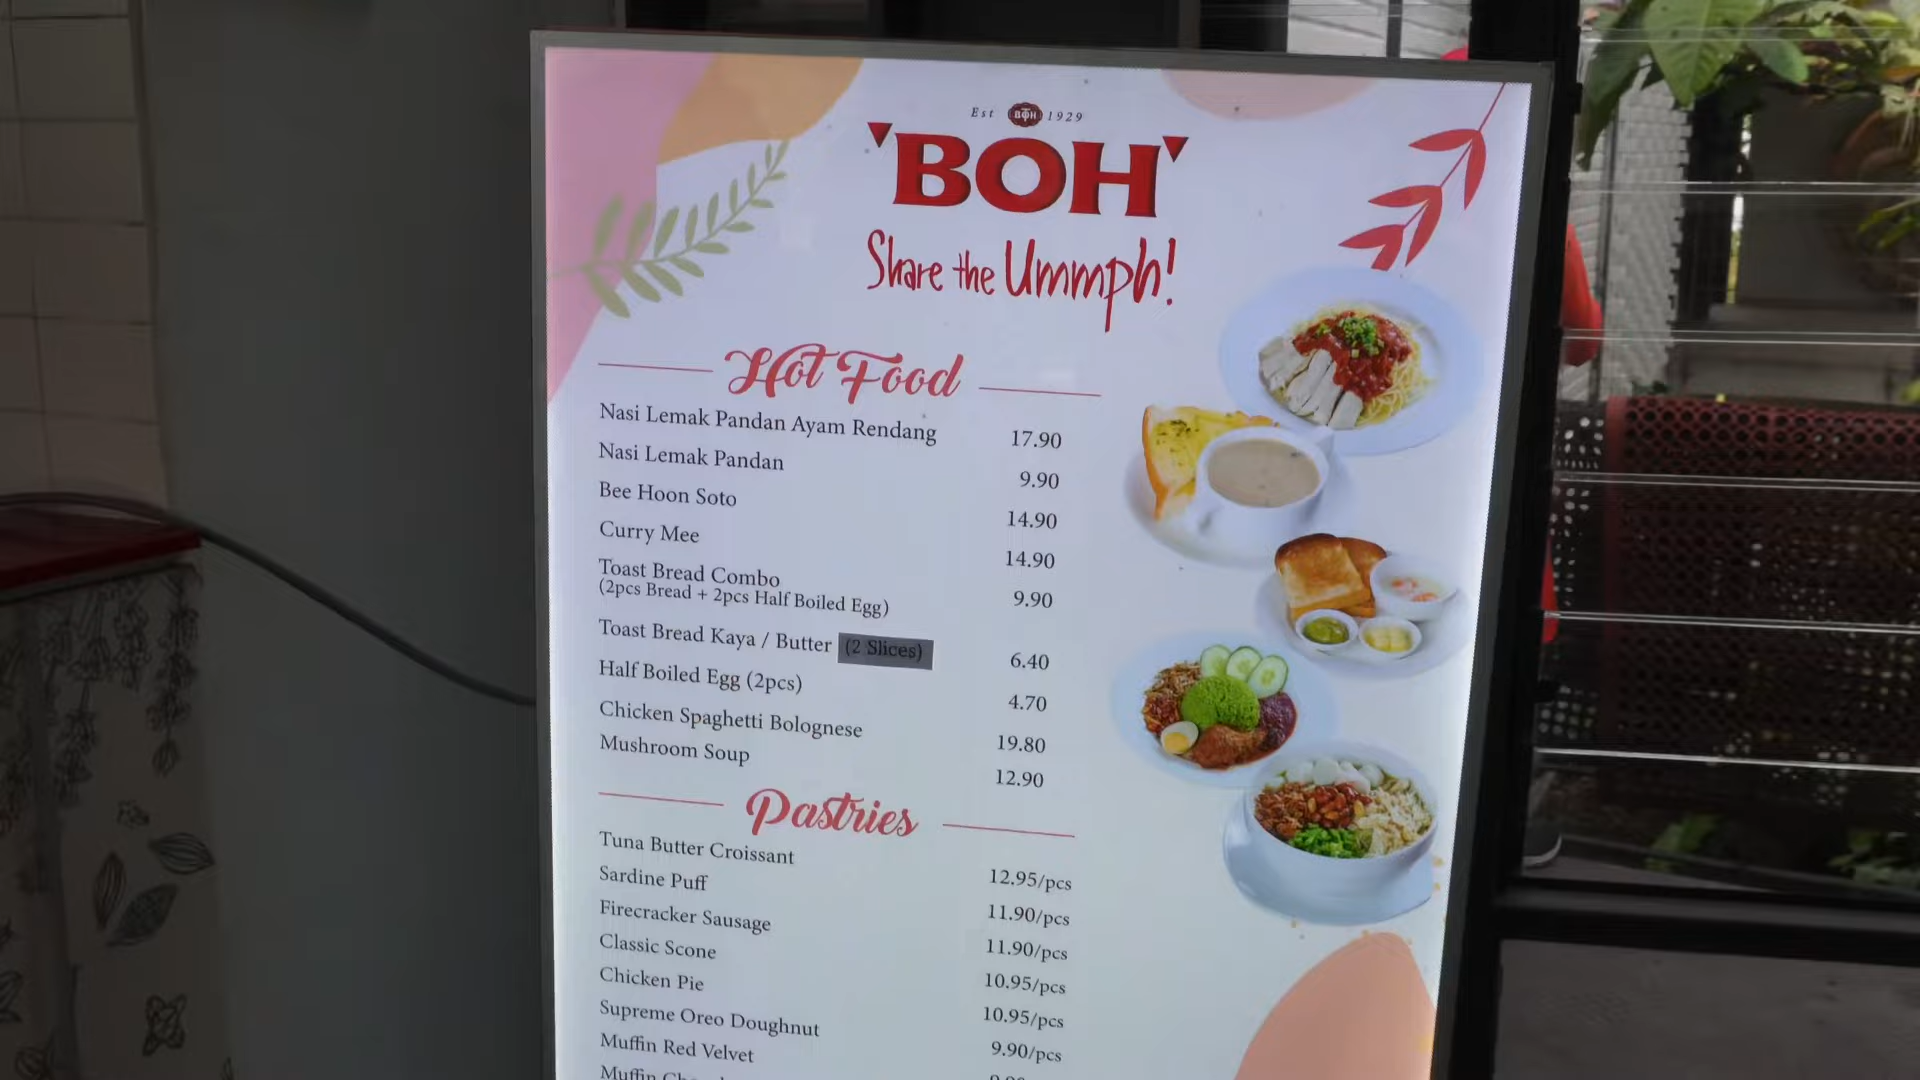 Est BOH 1929
'BOH'
Share the Ummph!
Hot Food
Nasi Lemak Pandan Ayam Rendang 17.90
Nasi Lemak Pandan 9.90
Bee Hoon Soto 14.90
Curry Mee 14.90
Toast Bread Combo 9.90
(2pcs Bread + 2pcs Half Boiled Egg)
Toast Bread Kaya / Butter (2 Slices) 6.40
Half Boiled Egg (2pcs) 4.70
Chicken Spaghetti Bolognese 19.80
Mushroom Soup 12.90
Pastries
Tuna Butter Croissant 12.95/pcs
Sardine Puff 11.90/pcs
Firecracker Sausage 11.90/pcs
Classic Scone 10.95/pcs
Chicken Pie 10.95/pcs
Supreme Oreo Doughnut 9.90/pcs
Muffin Red Velvet
Muffin